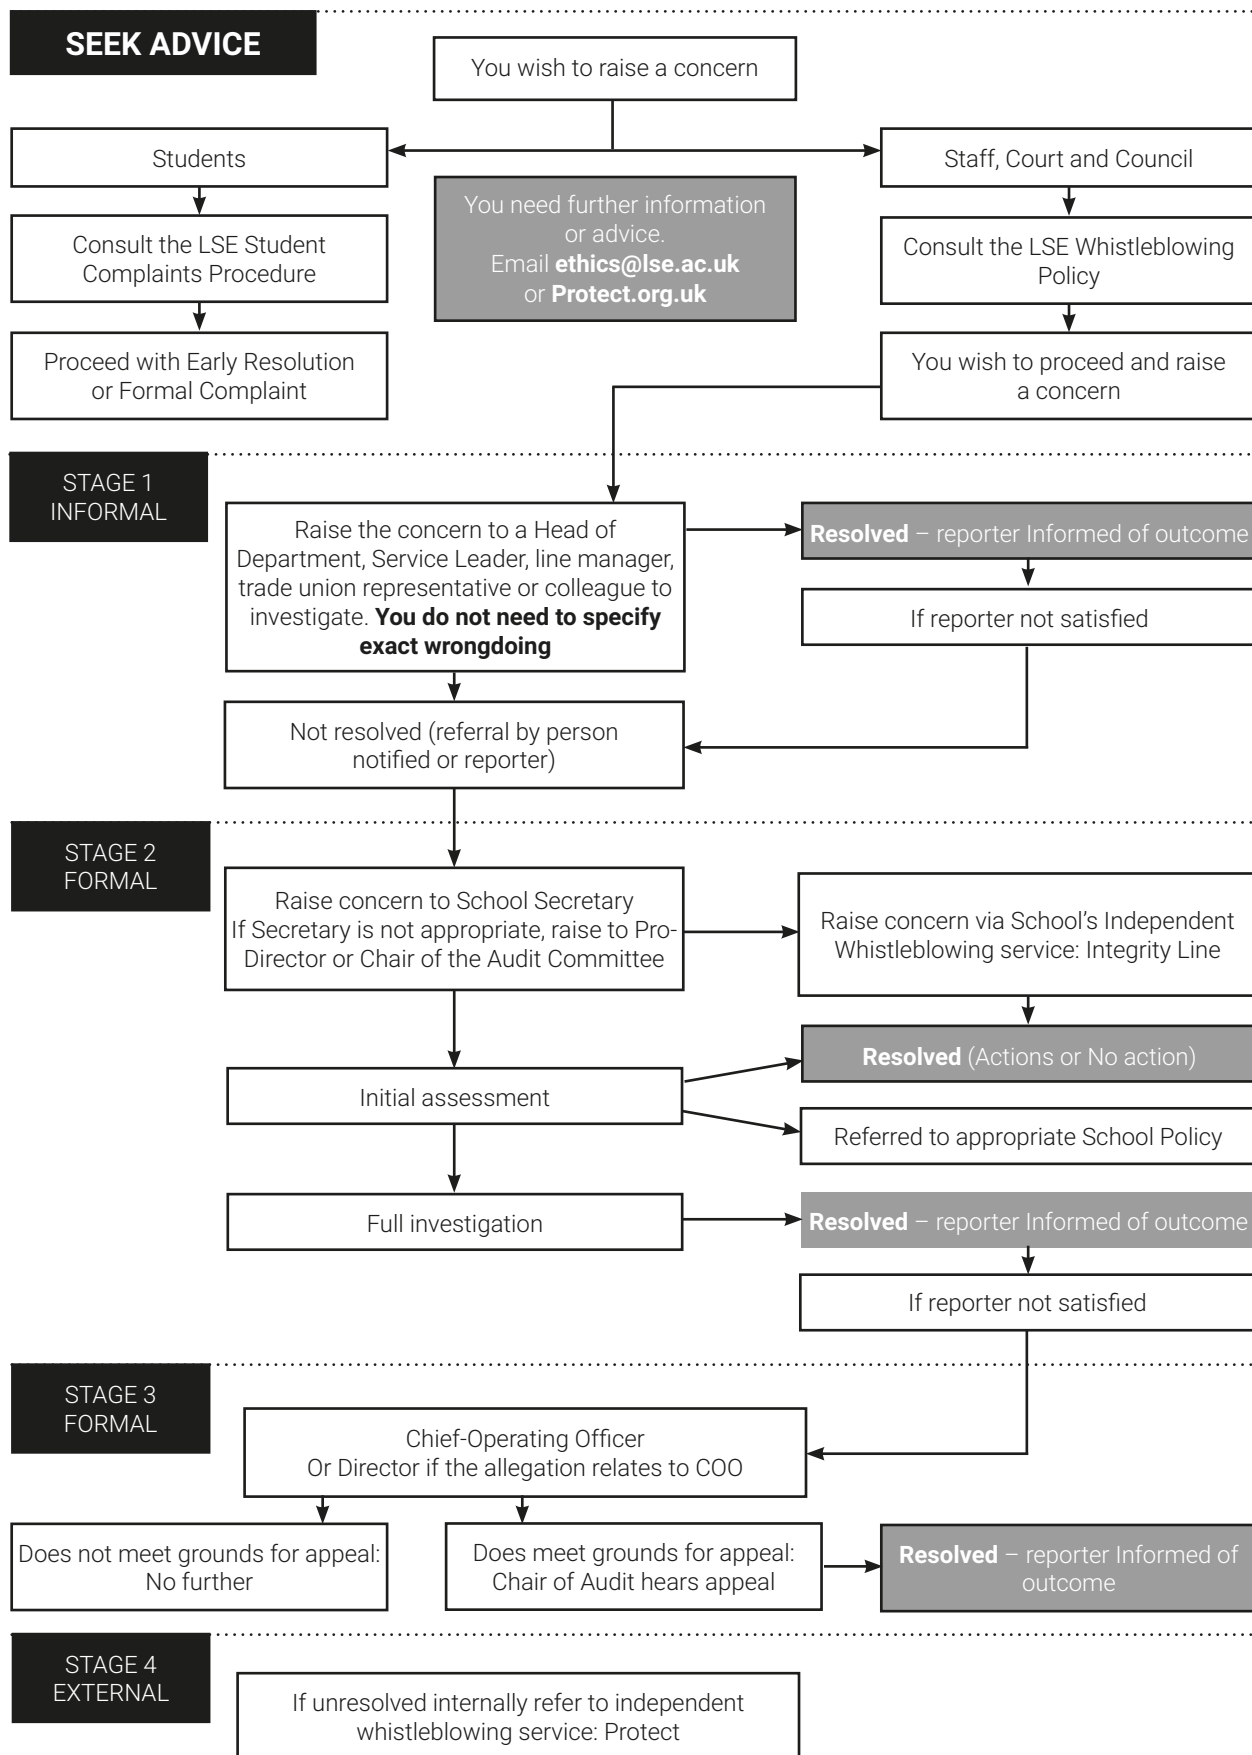 SEEK ADVICE
You wish to raise a concern
Students
Staff, Court and Council
You need further information
or advice.
Email ethics@lse.ac.uk
or Protect.org.uk
Consult the LSE Student
Complaints Procedure
Consult the LSE Whistleblowing
Policy
Proceed with Early Resolution
or Formal Complaint
You wish to proceed and raise
a concern
STAGE 1
INFORMAL
Raise the concern to a Head of
Department, Service Leader, line manager,
trade union representative or colleague to
investigate. You do not need to specify
exact wrongdoing
Resolved – reporter Informed of outcome
If reporter not satisfied
Not resolved (referral by person
notified or reporter)
STAGE 2
FORMAL
Raise concern to School Secretary
If Secretary is not appropriate, raise to Pro-
Director or Chair of the Audit Committee
Raise concern via School's Independent
Whistleblowing service: Integrity Line
Resolved (Actions or No action)
Initial assessment
Referred to appropriate School Policy
Full investigation
Resolved – reporter Informed of outcome
If reporter not satisfied
STAGE 3
FORMAL
Chief-Operating Officer
Or Director if the allegation relates to COO
Does not meet grounds for appeal:
No further
Does meet grounds for appeal:
Chair of Audit hears appeal
Resolved – reporter Informed of
outcome
STAGE 4
EXTERNAL
If unresolved internally refer to independent
whistleblowing service: Protect